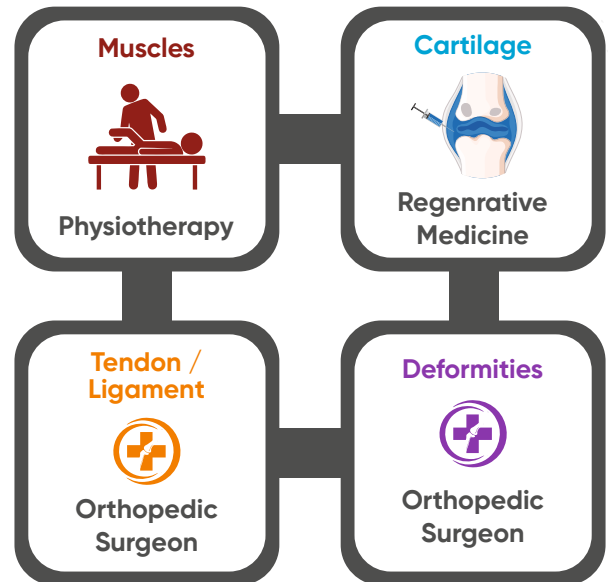 Muscles
Physiotherapy
Cartilage
Regenrative
Medicine
Tendon /
Ligament
Orthopedic
Surgeon
Deformities
Orthopedic
Surgeon